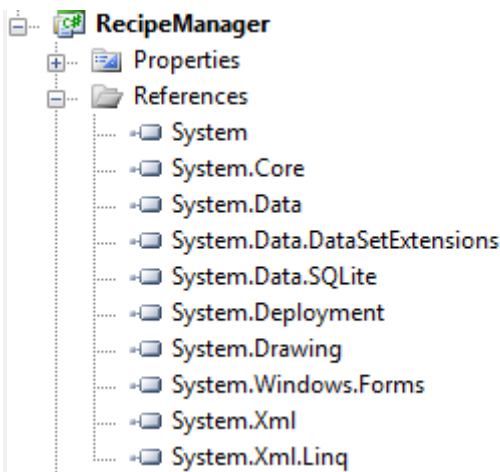 RecipeManager
Properties
References
System
System.Core
System.Data
System.Data.DataSetExtensions
System.Data.SQLite
System.Deployment
System.Drawing
System.Windows.Forms
System.Xml
System.Xml.Linq